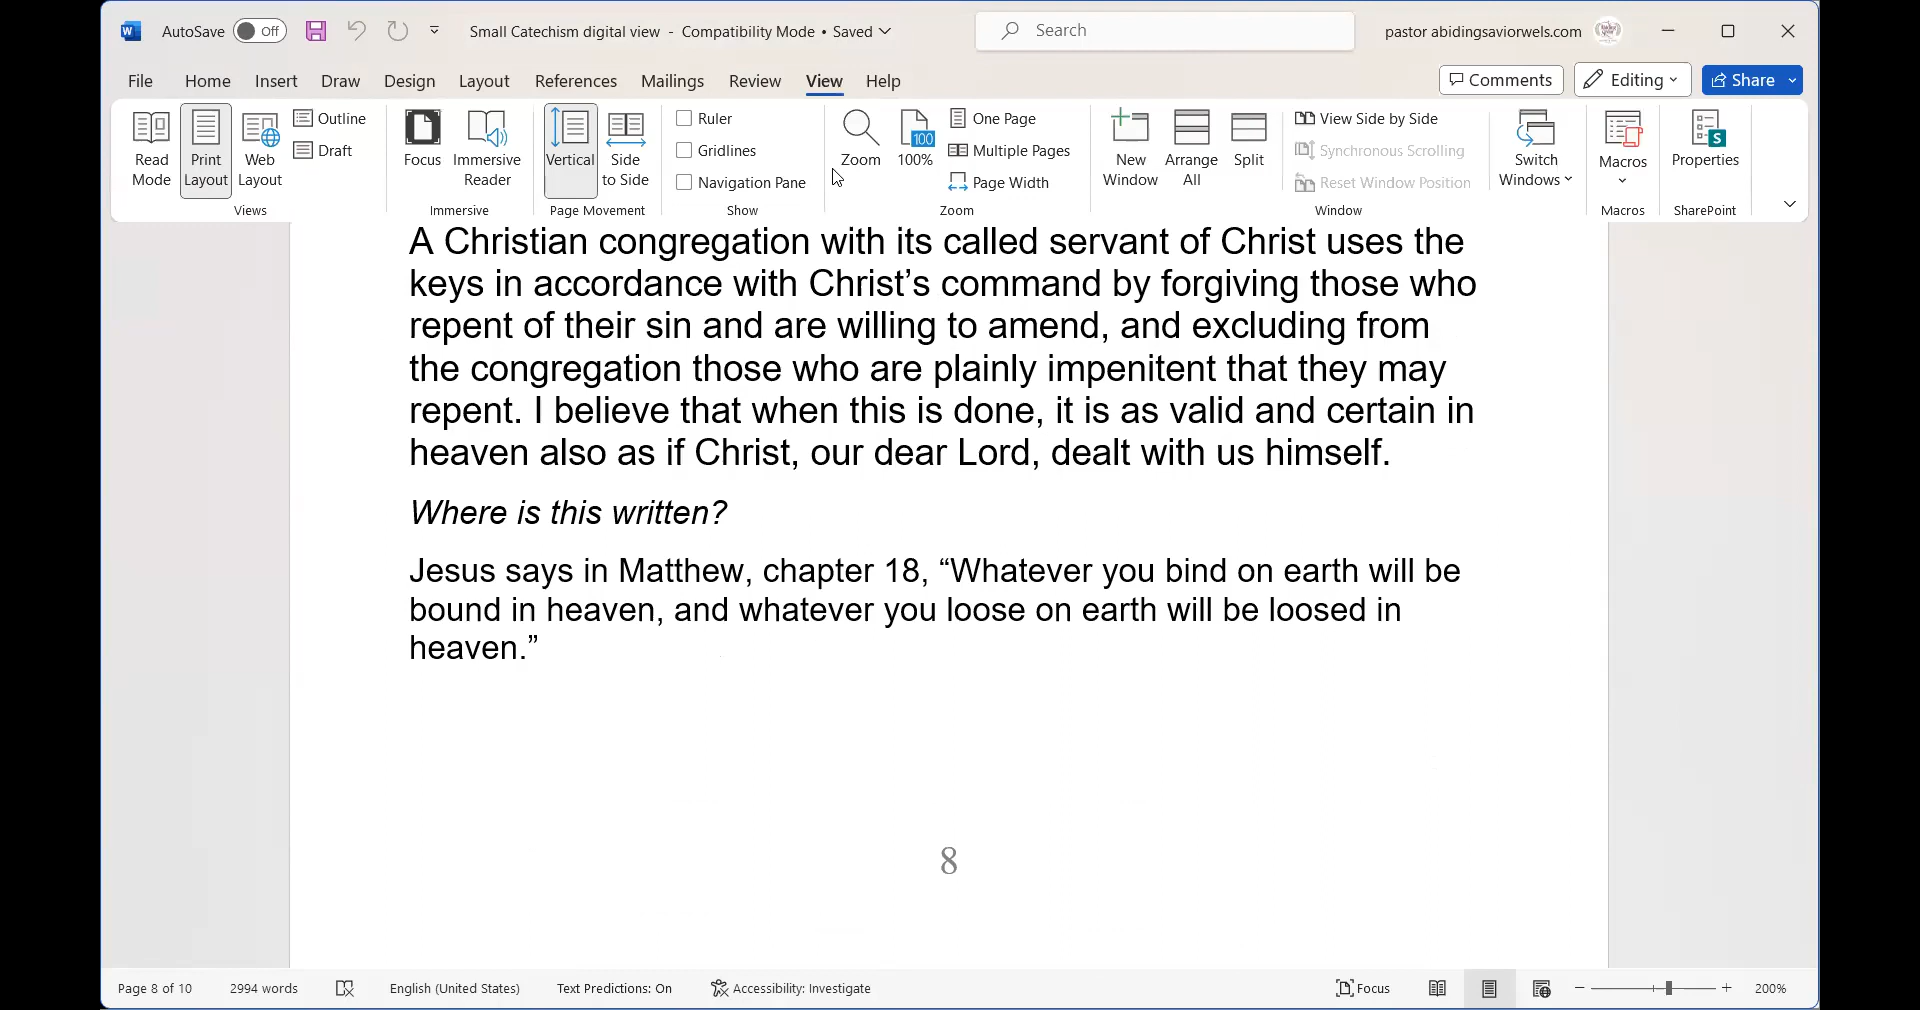 AutoSave Off Small Catechism digital view - Compatibility Mode • Saved Search pastor abidingsaviorwels.com
File Home Insert Draw Design Layout References Mailings Review View Help Comments Editing Share
Read Mode
Print Layout
Web Layout
Outline
Draft
Views
Focus
Immersive Reader
Immersive
Vertical
Side to Side
Page Movement
Ruler
Gridlines
Navigation Pane
Show
Zoom
100
100%
One Page
Multiple Pages
Page Width
Zoom
New Window
Arrange All
Split
View Side by Side
Synchronous Scrolling
Reset Window Position
Switch Windows
Window
Macros
Macros
S
Properties
SharePoint
A Christian congregation with its called servant of Christ uses the
keys in accordance with Christ’s command by forgiving those who
repent of their sin and are willing to amend, and excluding from
the congregation those who are plainly impenitent that they may
repent. I believe that when this is done, it is as valid and certain in
heaven also as if Christ, our dear Lord, dealt with us himself.
Where is this written?
Jesus says in Matthew, chapter 18, “Whatever you bind on earth will be
bound in heaven, and whatever you loose on earth will be loosed in
heaven.”
8
Page 8 of 10 2994 words English (United States) Text Predictions: On Accessibility: Investigate Focus 200%